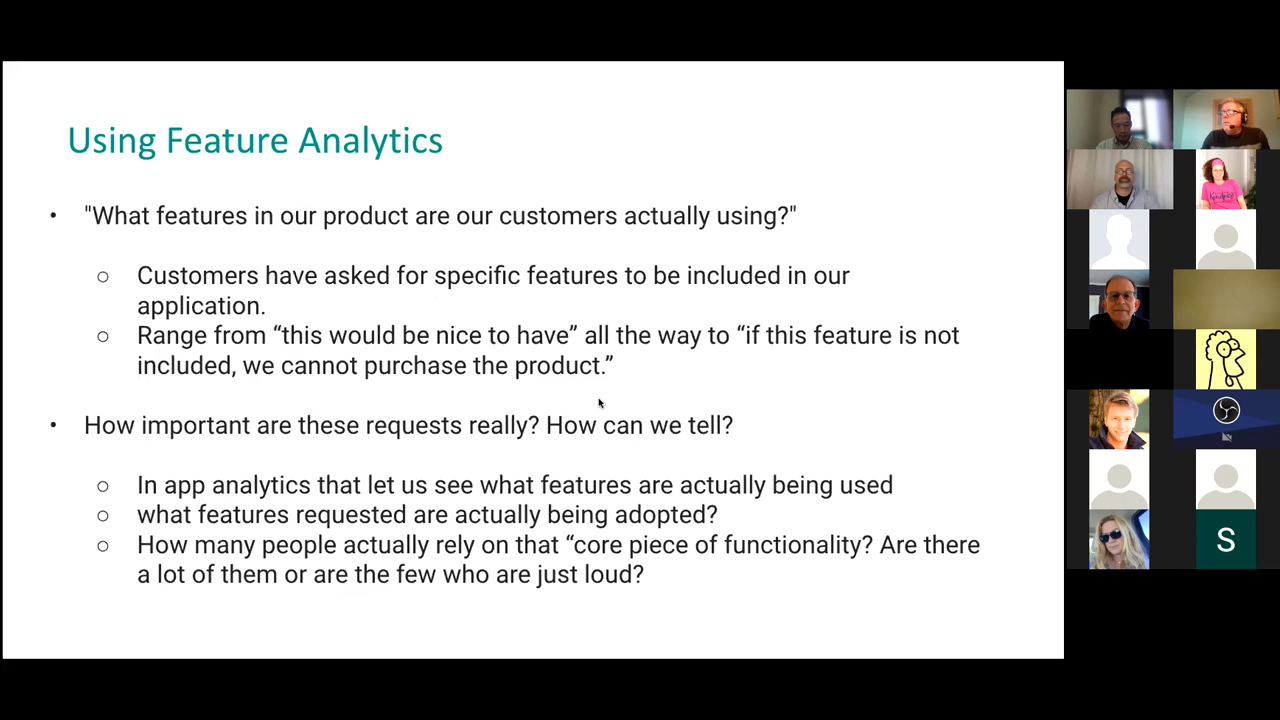 Using Feature Analytics
• "What features in our product are our customers actually using?"
○ Customers have asked for specific features to be included in our
application.
○ Range from “this would be nice to have” all the way to “if this feature is not
included, we cannot purchase the product.”
• How important are these requests really? How can we tell?
○ In app analytics that let us see what features are actually being used
○ what features requested are actually being adopted?
○ How many people actually rely on that “core piece of functionality? Are there
a lot of them or are the few who are just loud?
S